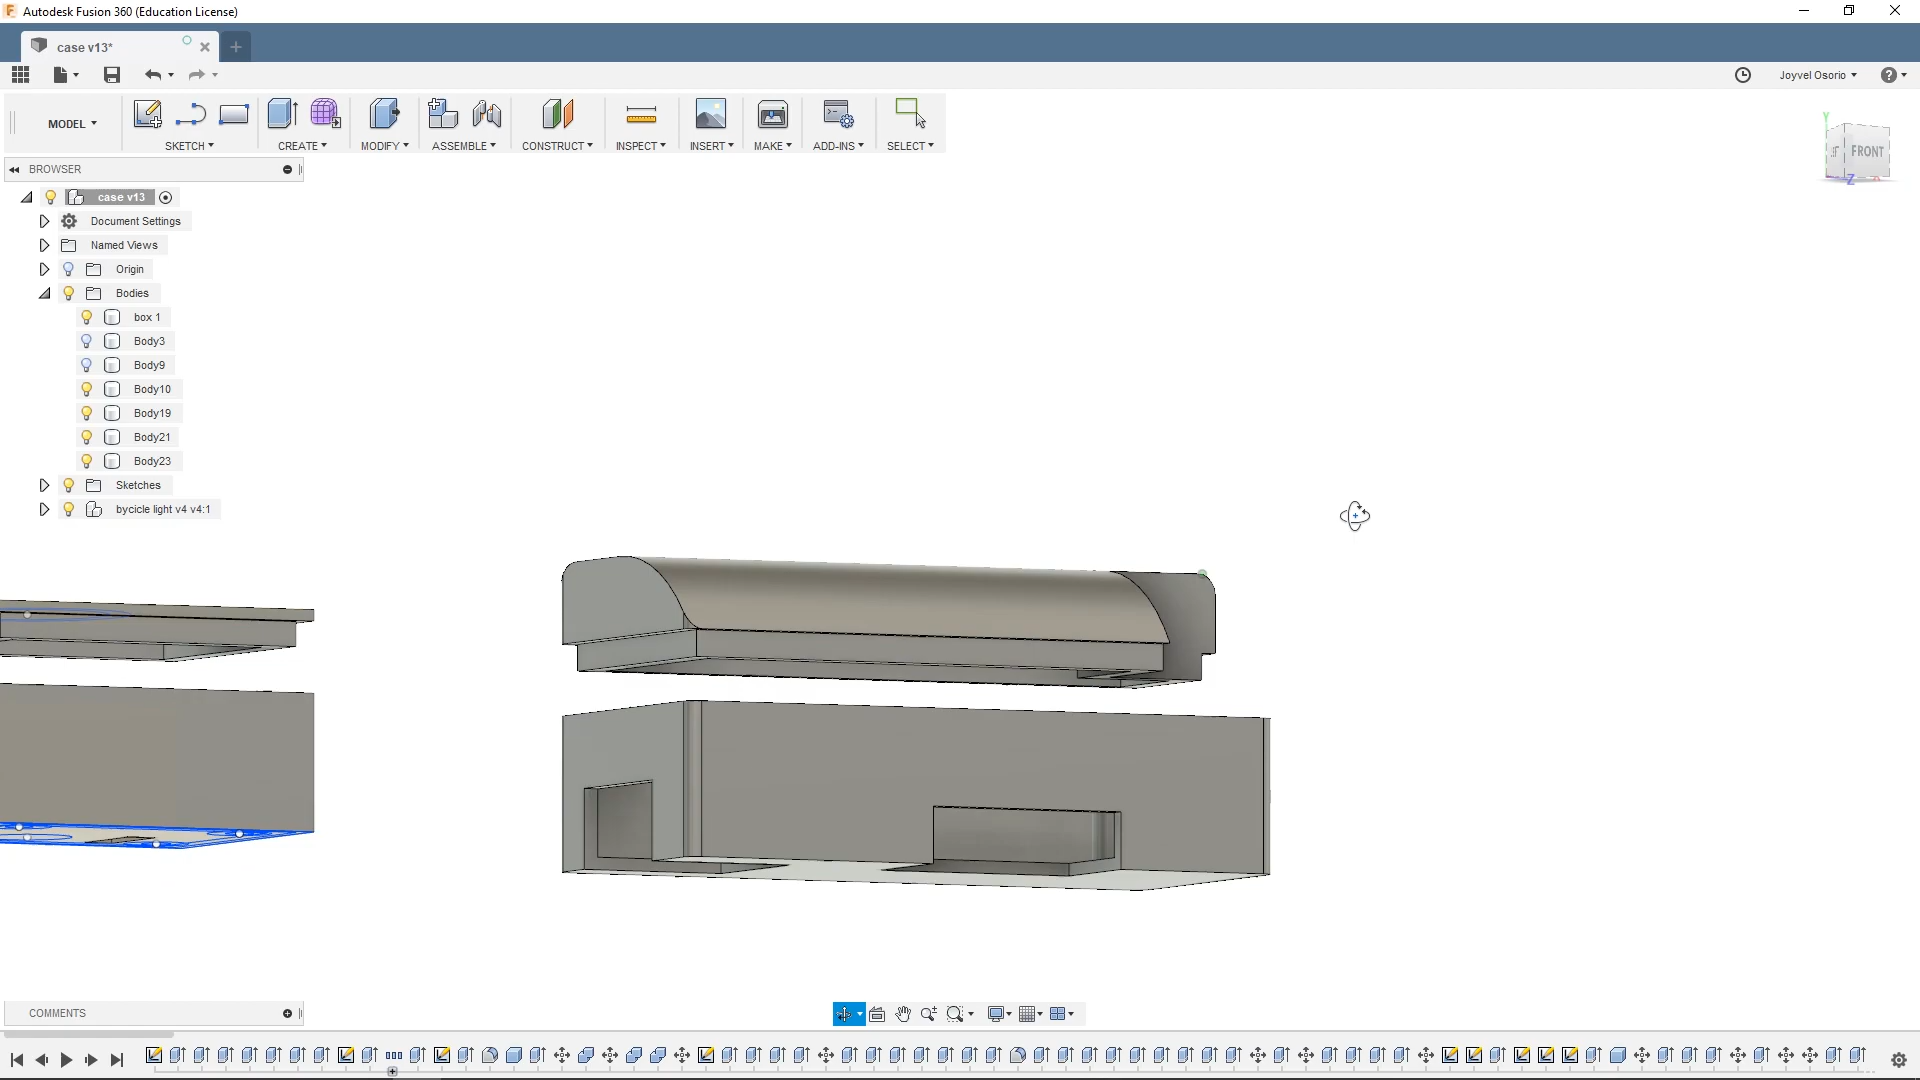 Autodesk Fusion 360 (Education License)
case v13*
Joyvel Osorio
MODEL
SKETCH
CREATE
MODIFY
ASSEMBLE
CONSTRUCT
INSPECT
INSERT
MAKE
ADD-INS
SELECT
Y
FRONT
Z
BROWSER
case v13
Document Settings
Named Views
Origin
Bodies
box 1
Body3
Body9
Body10
Body19
Body21
Body23
Sketches
bycicle light v4 v4:1
COMMENTS